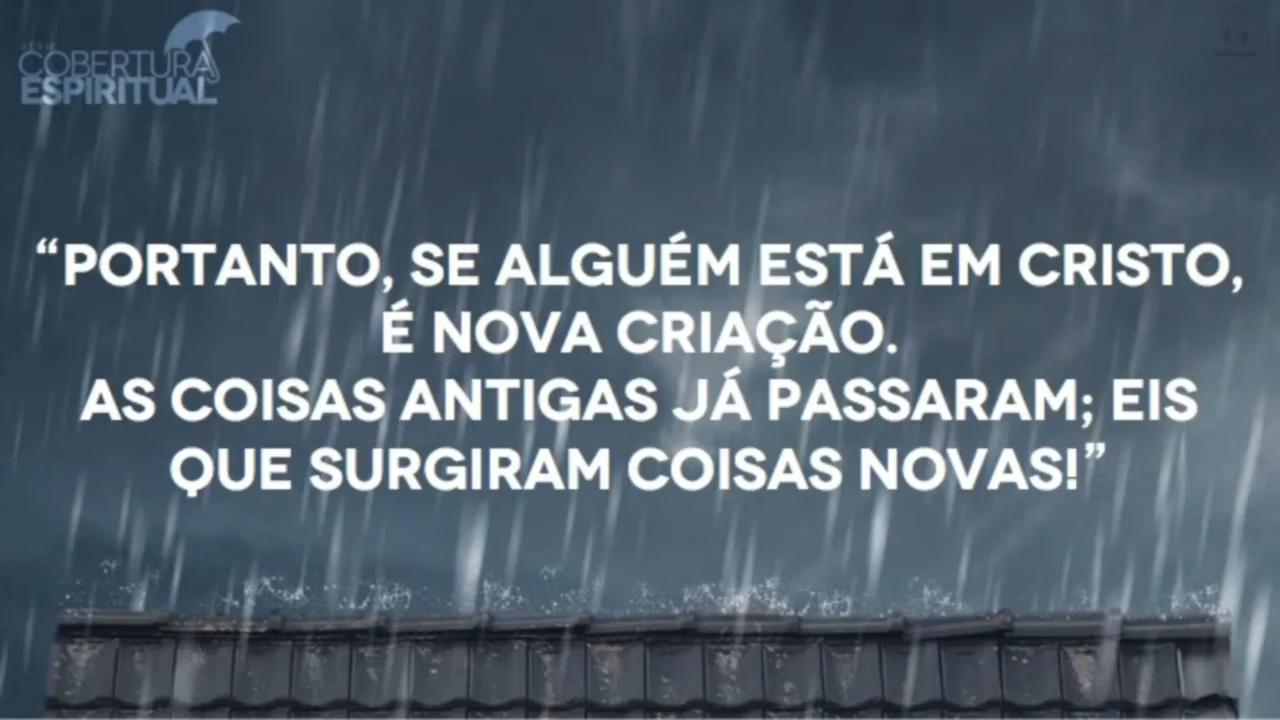 SÉRIE
COBERTURA
ESPIRITUAL
“PORTANTO, SE ALGUÉM ESTÁ EM CRISTO,
É NOVA CRIAÇÃO.
AS COISAS ANTIGAS JÁ PASSARAM; EIS
QUE SURGIRAM COISAS NOVAS!”